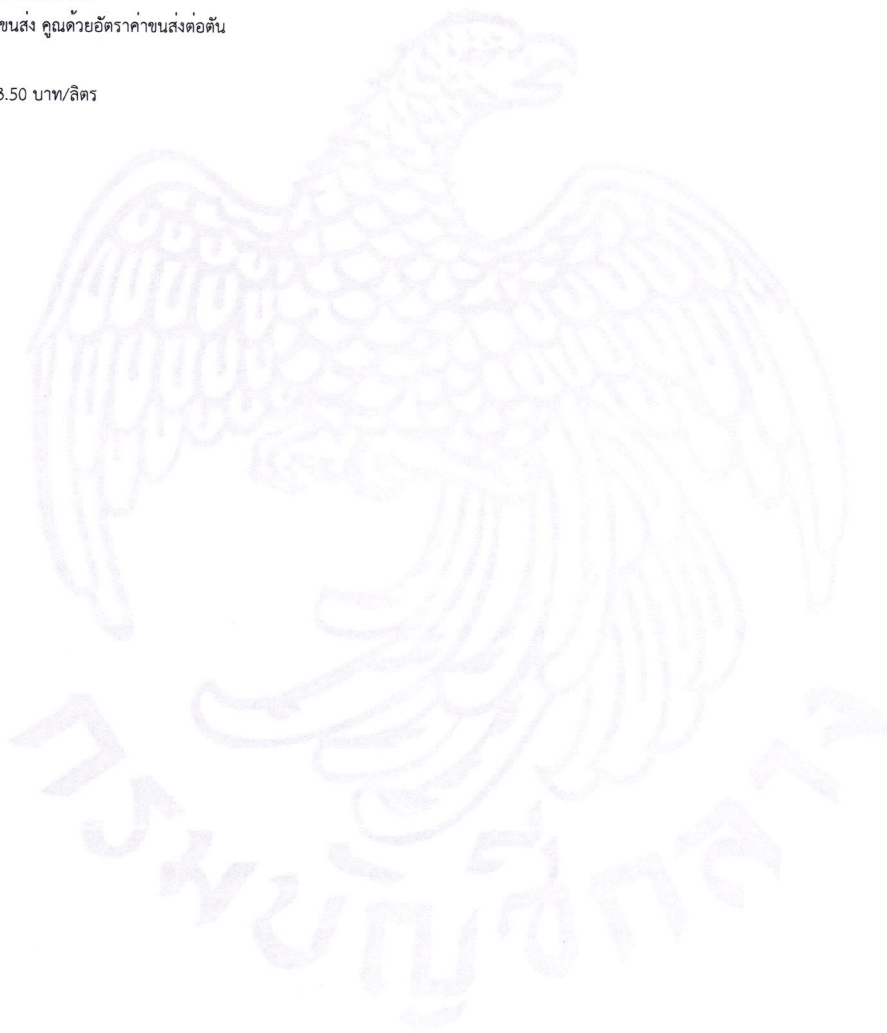 ขนส่ง คูณด้วยอัตราค่าขนส่งต่อตัน
3.50 บาท/ลิตร
กรมบัญชีกลาง